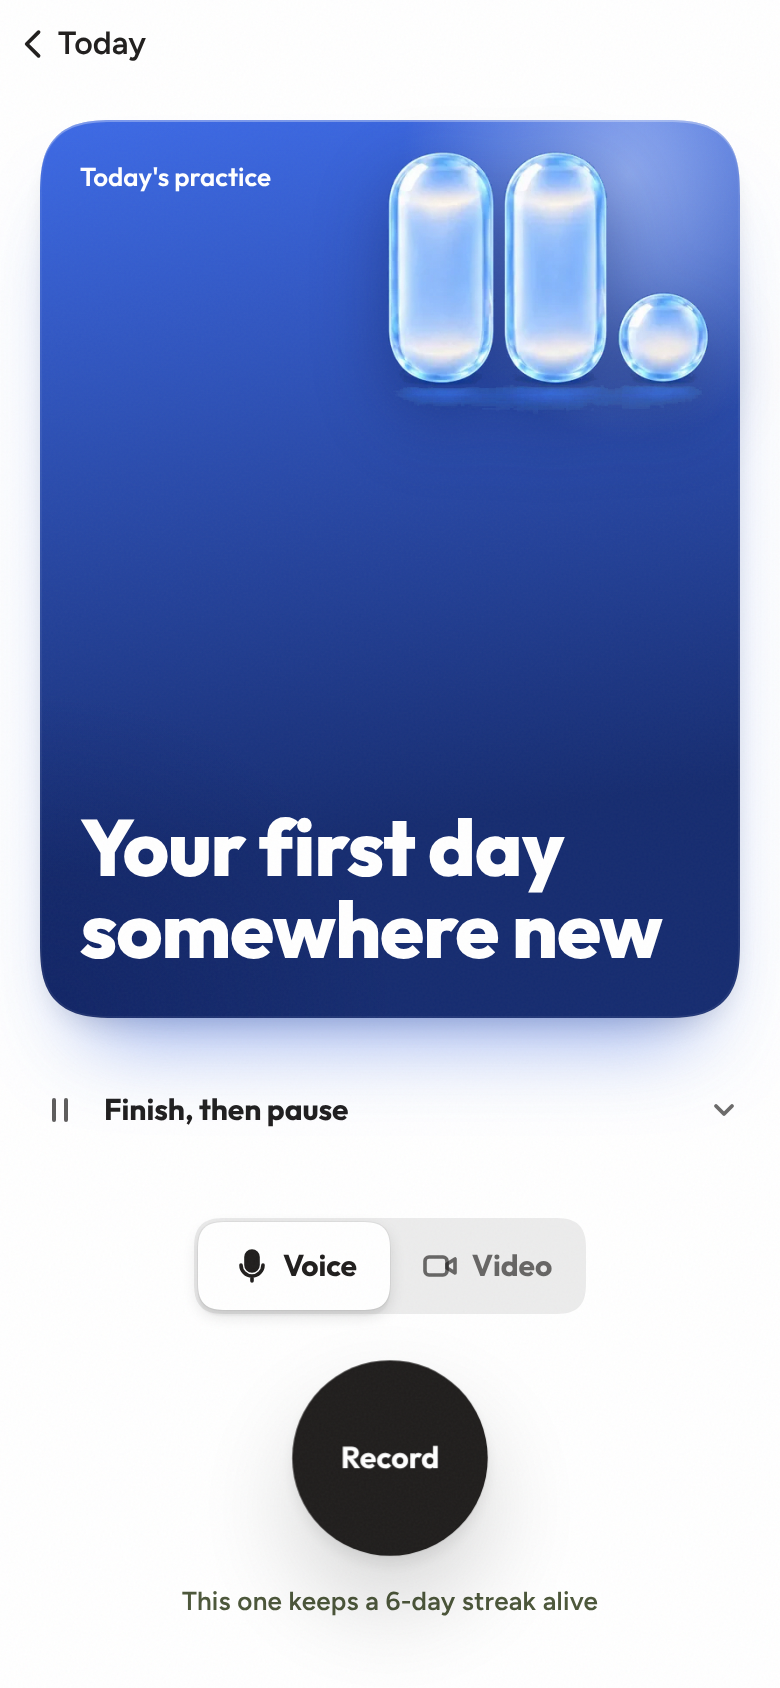 Today
Today's practice
Your first day
somewhere new
Finish, then pause
Voice
Video
Record
This one keeps a 6-day streak alive